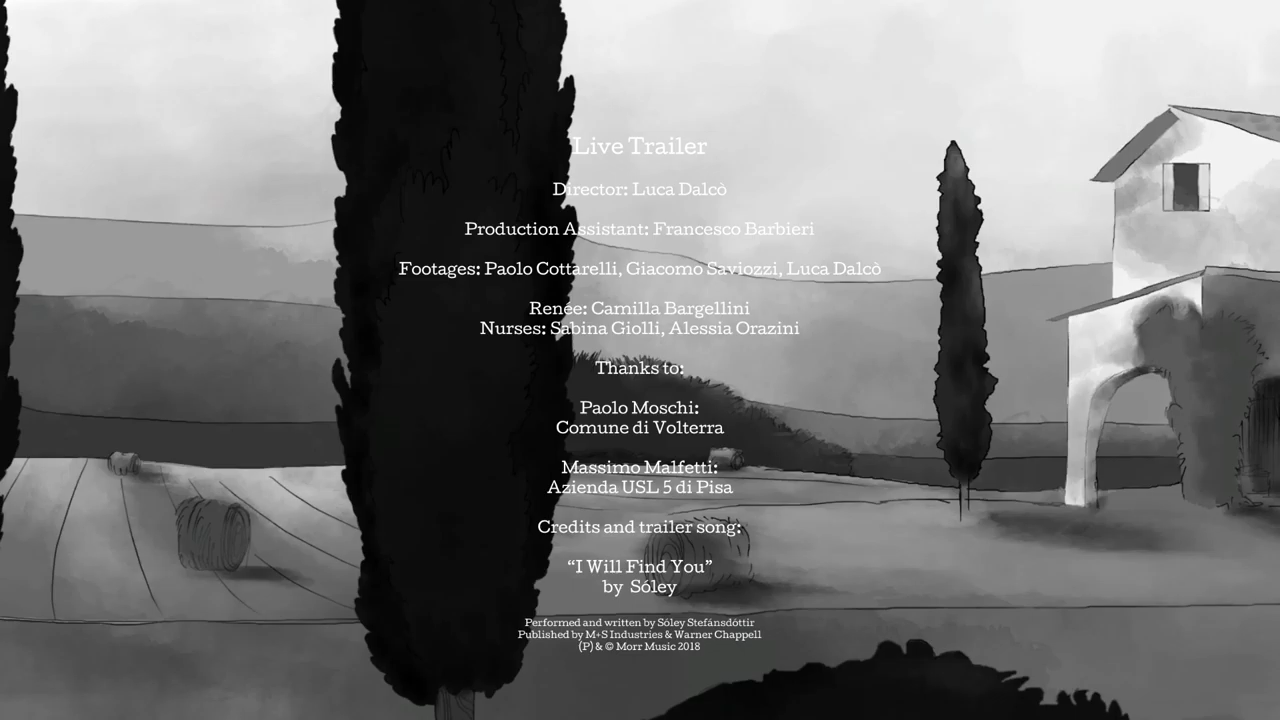 Live Trailer
Director: Luca Dalcò
Production Assistant: Francesco Barbieri
Footages: Paolo Cottarelli, Giacomo Saviozzi, Luca Dalcò
Renée: Camilla Bargellini
Nurses: Sabina Giolli, Alessia Orazini
Thanks to:
Paolo Moschi:
Comune di Volterra
Massimo Malfetti:
Azienda USL 5 di Pisa
Credits and trailer song:
“I Will Find You”
by Sóley
Performed and written by Sóley Stefánsdóttir
Published by M+S Industries & Warner Chappell
(P) & © Morr Music 2018